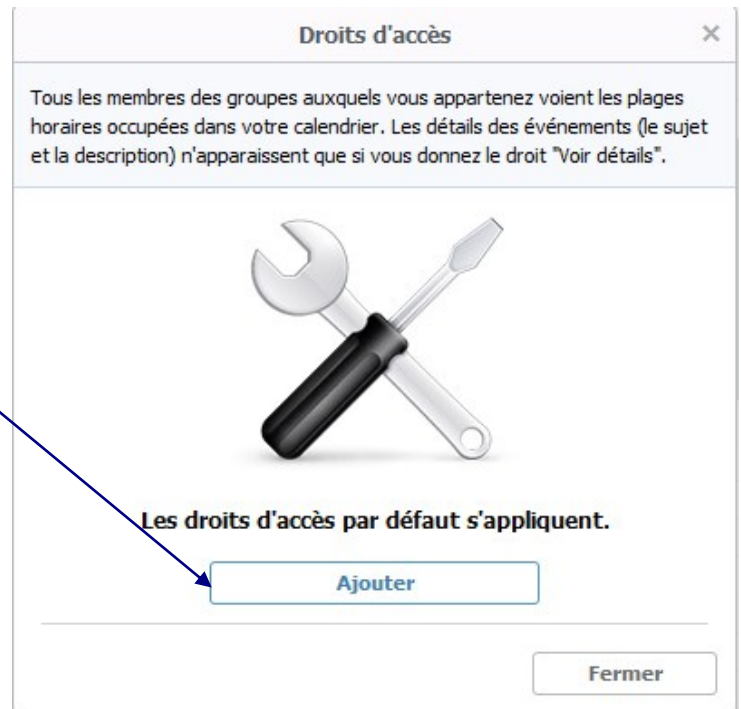 Droits d'accès
Tous les membres des groupes auxquels vous appartenez voient les plages
horaires occupées dans votre calendrier. Les détails des événements (le sujet
et la description) n'apparaissent que si vous donnez le droit "Voir détails".
Les droits d'accès par défaut s'appliquent.
Ajouter
Fermer